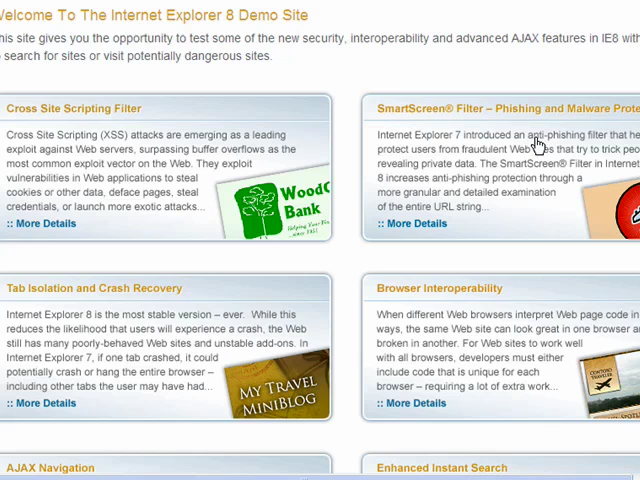 Welcome To The Internet Explorer 8 Demo Site
This site gives you the opportunity to test some of the new security, interoperability and advanced AJAX features in IE8 with
search for sites or visit potentially dangerous sites.
Cross Site Scripting Filter
Cross Site Scripting (XSS) attacks are emerging as a leading
exploit against Web servers, surpassing buffer overflows as the
most common exploit vector on the Web. They exploit
vulnerabilities in Web applications to steal
cookies or other data, deface pages, steal
credentials, or launch more exotic attacks...
:: More Details
Bank
SmartScreen® Filter – Phishing and Malware
Internet Explorer 7 introduced an anti-phishing filter that
protect users from fraudulent Web sites that try to trick
revealing private data. The SmartScreen® Filter in Internet
8 increases anti-phishing protection through a
more granular and detailed examination
of the entire URL string...
:: More Details
Tab Isolation and Crash Recovery
Internet Explorer 8 is the most stable version – ever. While this
reduces the likelihood that users will experience a crash, the Web
still has many poorly-behaved Web sites and unstable add-ons. In
Internet Explorer 7, if one tab crashed, it could
potentially crash or hang the entire browser –
including other tabs the user may have had...
:: More Details
MY TRAVEL
MINIBLOG
Browser Interoperability
When different Web browsers interpret Web page code in
ways, the same Web site can look great in one browser
broken in another. For Web sites to work well
with all browsers, developers must either
include code that is unique for each
browser – requiring a lot of extra work...
:: More Details
CONTOSO
TRAVELER
AJAX Navigation
Enhanced Instant Search